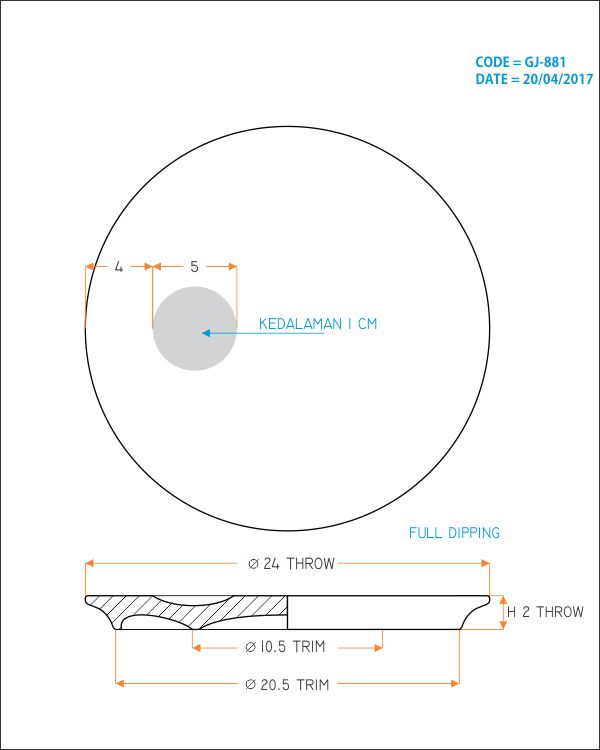 CODE = GJ-881
DATE = 20/04/2017
4
5
KEDALAMAN 1 CM
FULL DIPPING
Ø 24 THROW
H 2 THROW
Ø 10.5 TRIM
Ø 20.5 TRIM